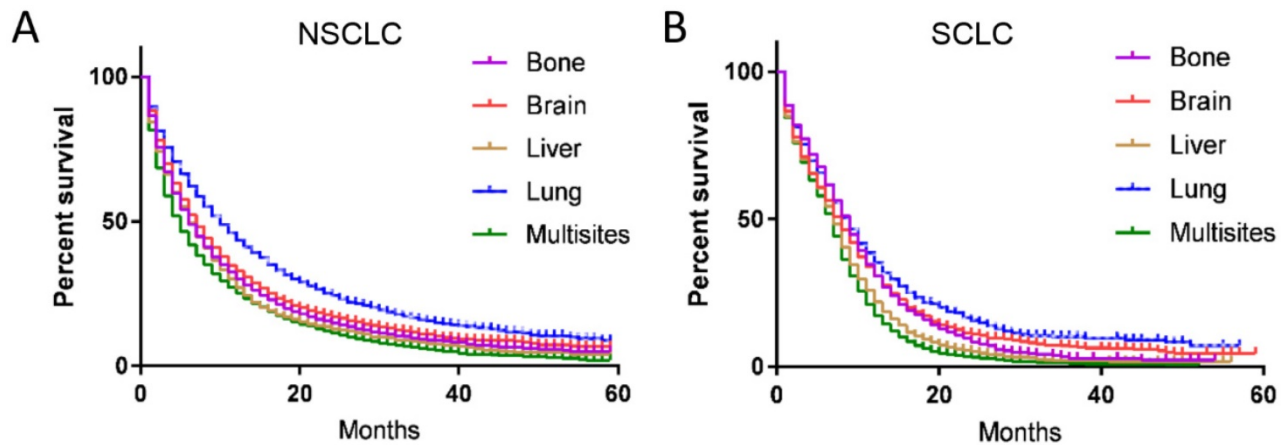 A
NSCLC
Percent survival
100
50
0
0 20 40 60
Months
Bone
Brain
Liver
Lung
Multisites
B
SCLC
Percent survival
100
50
0
0 20 40 60
Months
Bone
Brain
Liver
Lung
Multisites